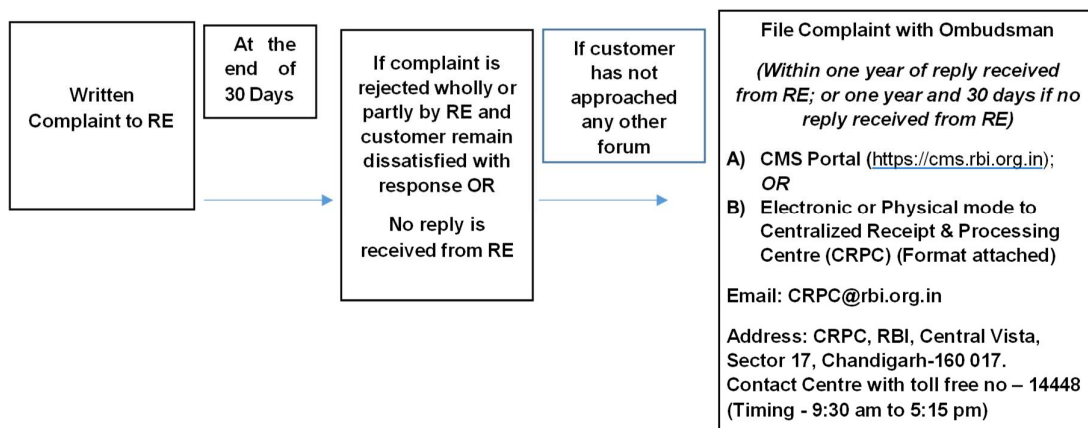 Written
Complaint to RE
At the
end of
30 Days
If complaint is
rejected wholly or
partly by RE and
customer remain
dissatisfied with
response OR
No reply is
received from RE
If customer
has not
approached
any other
forum
File Complaint with Ombudsman
(Within one year of reply received
from RE; or one year and 30 days if no
reply received from RE)
A) CMS Portal (https://cms.rbi.org.in);
OR
B) Electronic or Physical mode to
Centralized Receipt & Processing
Centre (CRPC) (Format attached)
Email: CRPC@rbi.org.in
Address: CRPC, RBI, Central Vista,
Sector 17, Chandigarh-160 017.
Contact Centre with toll free no – 14448
(Timing - 9:30 am to 5:15 pm)